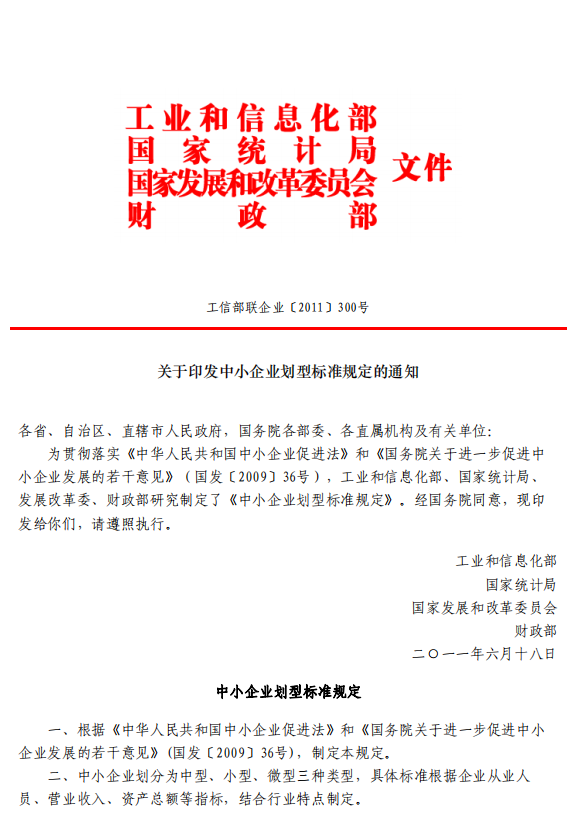 工业和信息化部
国家统计局
国家发展和改革委员会
财政部
文件
工信部联企业〔2011〕300号
关于印发中小企业划型标准规定的通知
各省、自治区、直辖市人民政府，国务院各部委、各直属机构及有关单位：
为贯彻落实《中华人民共和国中小企业促进法》和《国务院关于进一步促进中
小企业发展的若干意见》（国发〔2009〕36号），工业和信息化部、国家统计局、
发展改革委、财政部研究制定了《中小企业划型标准规定》。经国务院同意，现印
发给你们，请遵照执行。
工业和信息化部
国家统计局
国家发展和改革委员会
财政部
二〇一一年六月十八日
中小企业划型标准规定
一、根据《中华人民共和国中小企业促进法》和《国务院关于进一步促进中小
企业发展的若干意见》(国发〔2009〕36号)，制定本规定。
二、中小企业划分为中型、小型、微型三种类型，具体标准根据企业从业人
员、营业收入、资产总额等指标，结合行业特点制定。